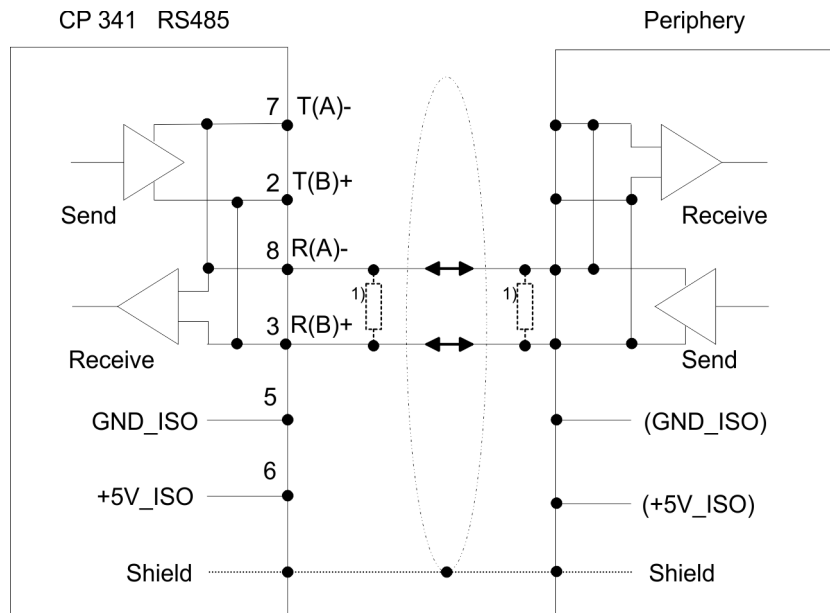 CP 341 RS485
Periphery
7 T(A)-
2 T(B)+
Send
Receive
8 R(A)-
1)
1)
3 R(B)+
Receive
Send
5
GND_ISO
(GND_ISO)
6
+5V_ISO
(+5V_ISO)
Shield
Shield